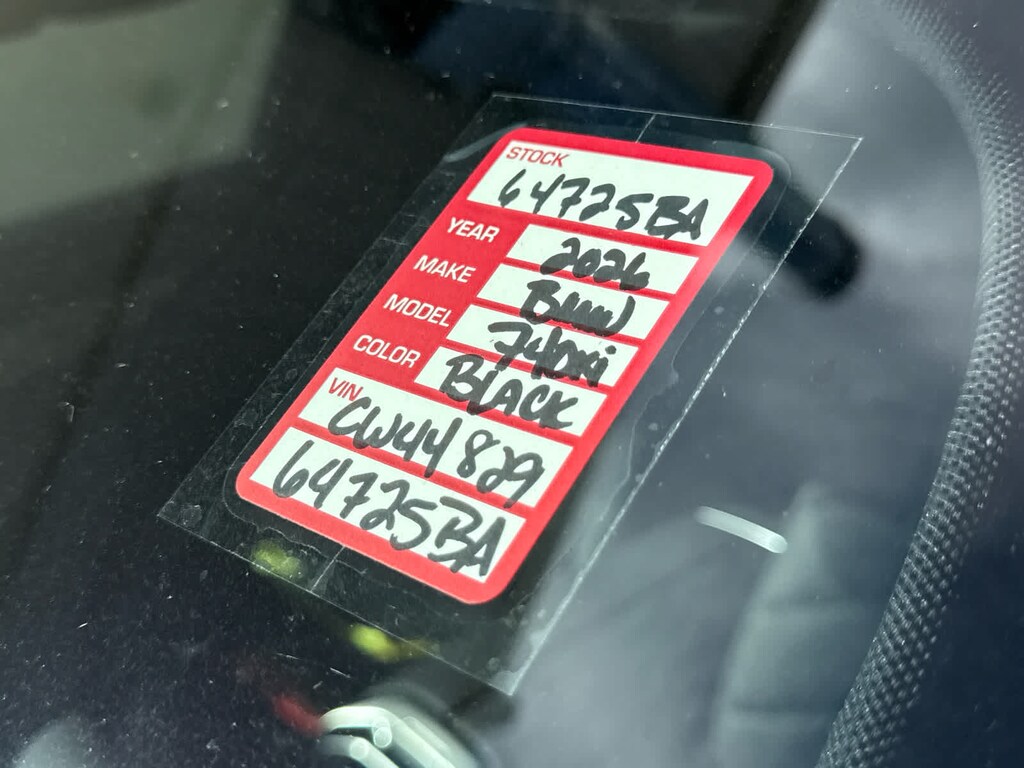 STOCK
64725BA
YEAR 2026
MAKE BMW
MODEL 740xi
COLOR BLACK
VIN
CW44829
64725BA